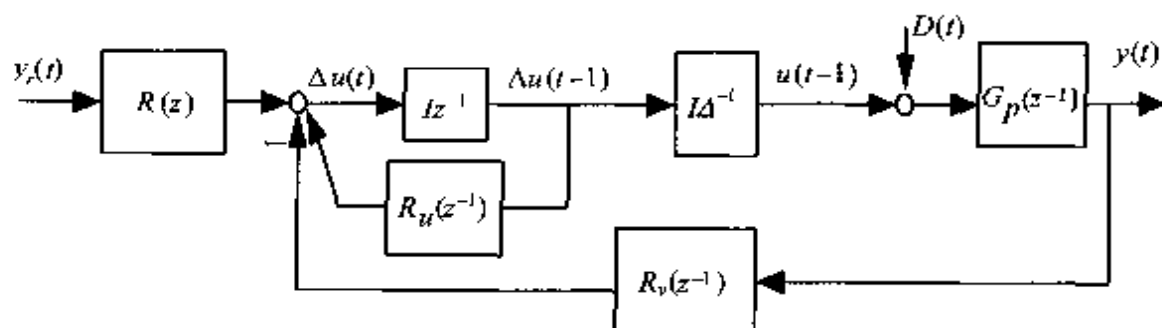 D(t)
y_r(t)
R(z)
Δu(t)
Iz⁻¹
Δu(t-1)
IΔ⁻¹
G_p(z⁻¹)
y(t)
−
R_u(z⁻¹)
R_y(z⁻¹)